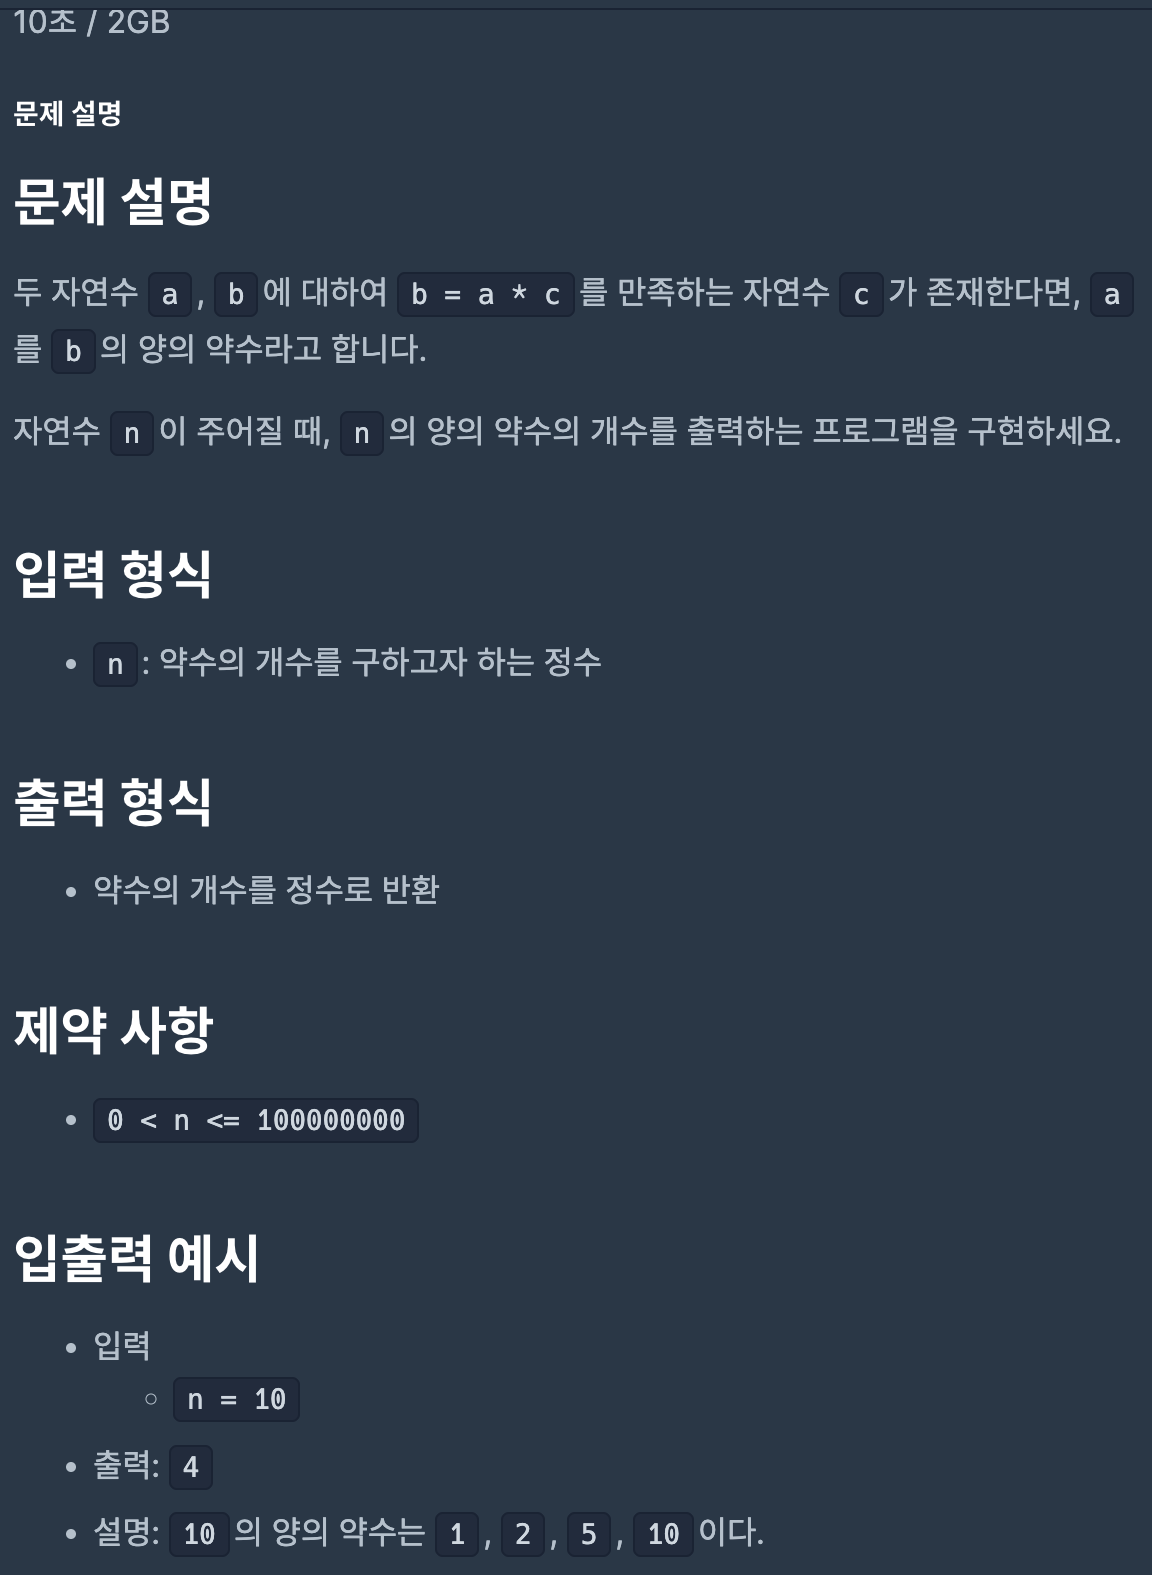 10초 / 2GB
문제 설명
문제 설명
두 자연수 a, b에 대하여 b = a * c를 만족하는 자연수 c가 존재한다면, a
를 b의 양의 약수라고 합니다.
자연수 n이 주어질 때, n의 양의 약수의 개수를 출력하는 프로그램을 구현하세요.
입력 형식
• n: 약수의 개수를 구하고자 하는 정수
출력 형식
• 약수의 개수를 정수로 반환
제약 사항
• 0 < n <= 100000000
입출력 예시
• 입력
○ n = 10
• 출력: 4
• 설명: 10의 양의 약수는 1, 2, 5, 10이다.